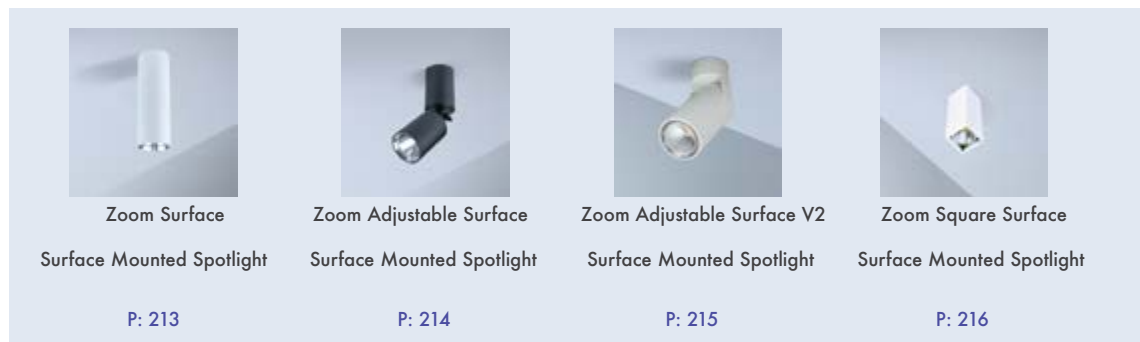 Zoom Surface
Surface Mounted Spotlight
P: 213
Zoom Adjustable Surface
Surface Mounted Spotlight
P: 214
Zoom Adjustable Surface V2
Surface Mounted Spotlight
P: 215
Zoom Square Surface
Surface Mounted Spotlight
P: 216